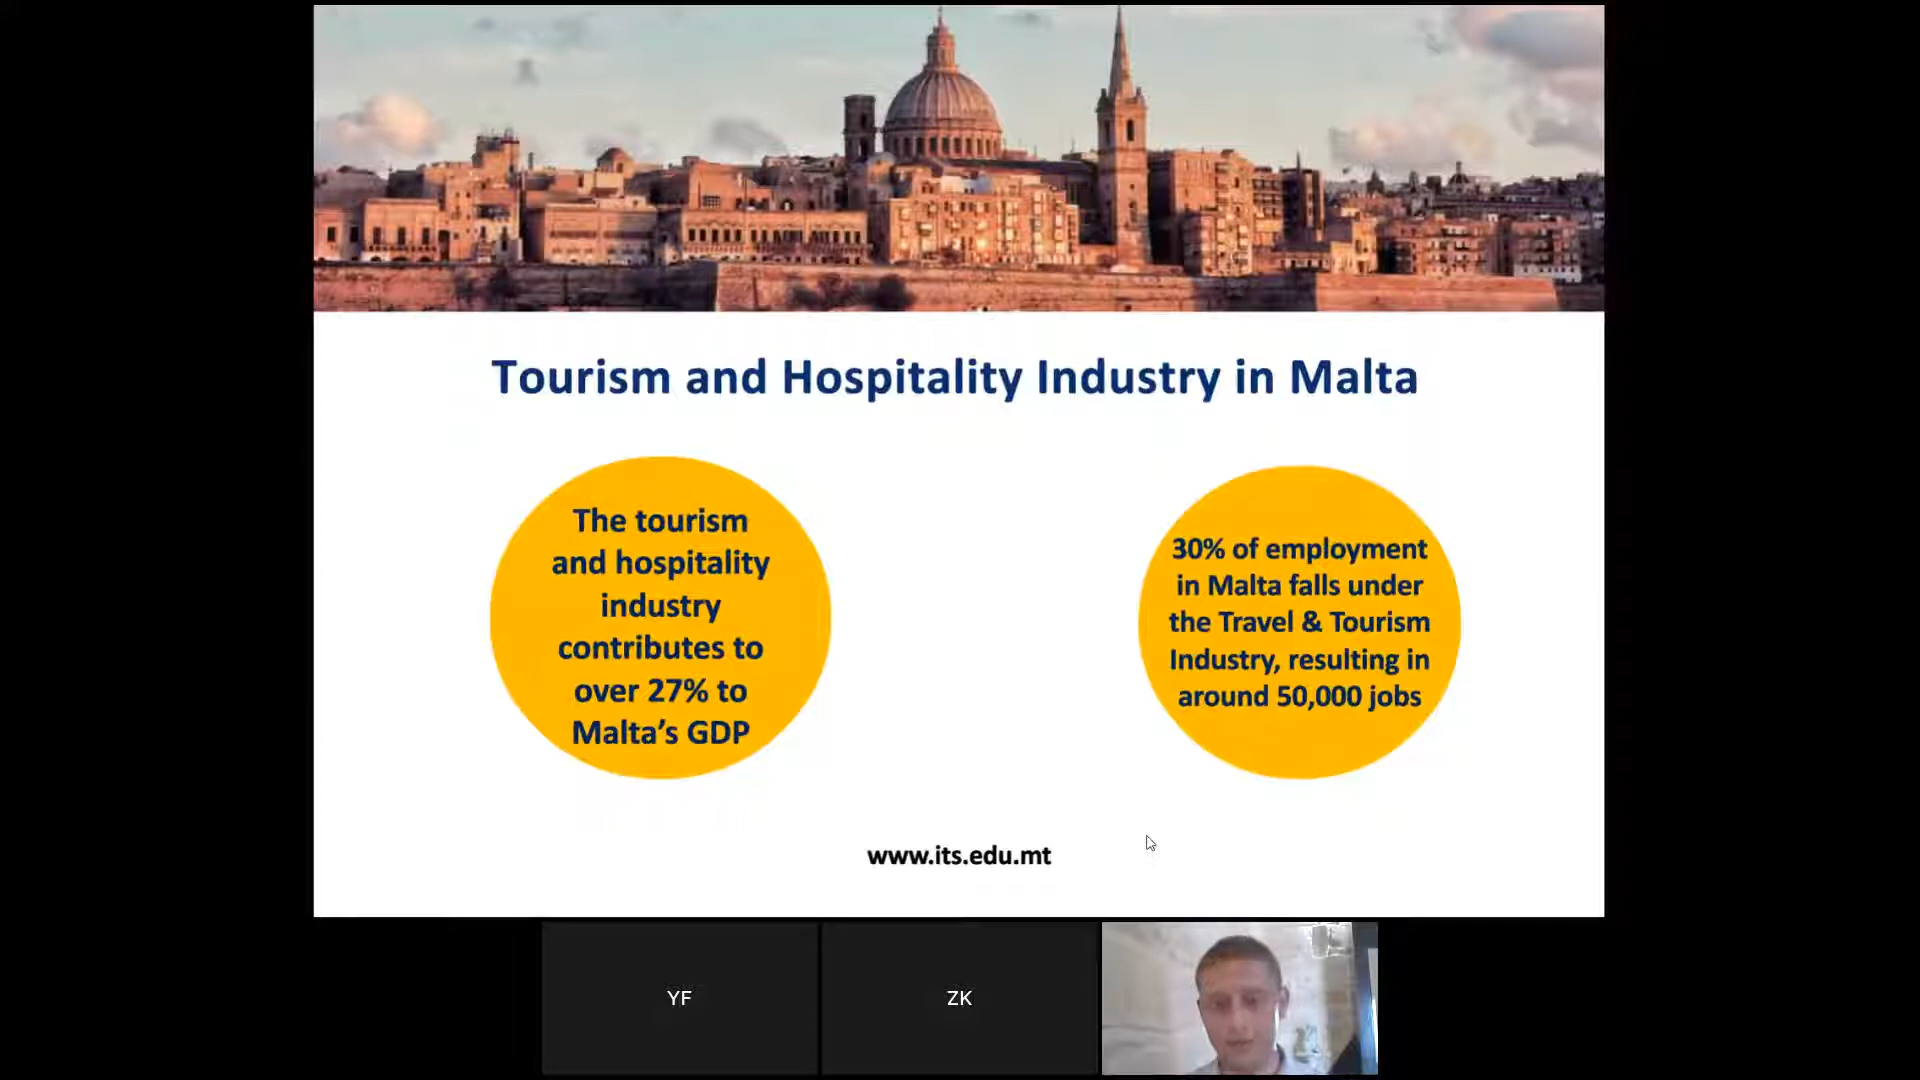 Tourism and Hospitality Industry in Malta
The tourism
and hospitality
industry
contributes to
over 27% to
Malta’s GDP
30% of employment
in Malta falls under
the Travel & Tourism
Industry, resulting in
around 50,000 jobs
www.its.edu.mt
YF
ZK